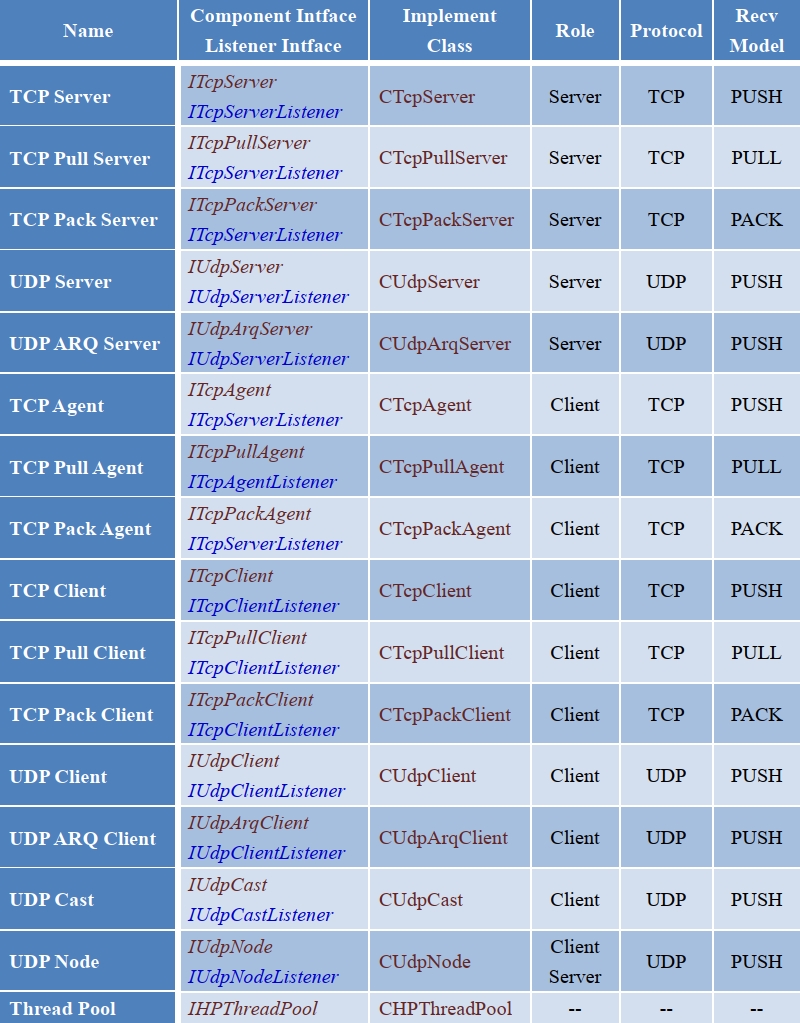 Name
Component Intface
Listener Intface
Implement
Class
Role
Protocol
Recv
Model
TCP Server
ITcpServer
ITcpServerListener
CTcpServer
Server
TCP
PUSH
TCP Pull Server
ITcpPullServer
ITcpServerListener
CTcpPullServer
Server
TCP
PULL
TCP Pack Server
ITcpPackServer
ITcpServerListener
CTcpPackServer
Server
TCP
PACK
UDP Server
IUdpServer
IUdpServerListener
CUdpServer
Server
UDP
PUSH
UDP ARQ Server
IUdpArqServer
IUdpServerListener
CUdpArqServer
Server
UDP
PUSH
TCP Agent
ITcpAgent
ITcpServerListener
CTcpAgent
Client
TCP
PUSH
TCP Pull Agent
ITcpPullAgent
ITcpAgentListener
CTcpPullAgent
Client
TCP
PULL
TCP Pack Agent
ITcpPackAgent
ITcpServerListener
CTcpPackAgent
Client
TCP
PACK
TCP Client
ITcpClient
ITcpClientListener
CTcpClient
Client
TCP
PUSH
TCP Pull Client
ITcpPullClient
ITcpClientListener
CTcpPullClient
Client
TCP
PULL
TCP Pack Client
ITcpPackClient
ITcpClientListener
CTcpPackClient
Client
TCP
PACK
UDP Client
IUdpClient
IUdpClientListener
CUdpClient
Client
UDP
PUSH
UDP ARQ Client
IUdpArqClient
IUdpClientListener
CUdpArqClient
Client
UDP
PUSH
UDP Cast
IUdpCast
IUdpCastListener
CUdpCast
Client
UDP
PUSH
UDP Node
IUdpNode
IUdpNodeListener
CUdpNode
Client
Server
UDP
PUSH
Thread Pool
IHPThreadPool
CHPThreadPool
--
--
--